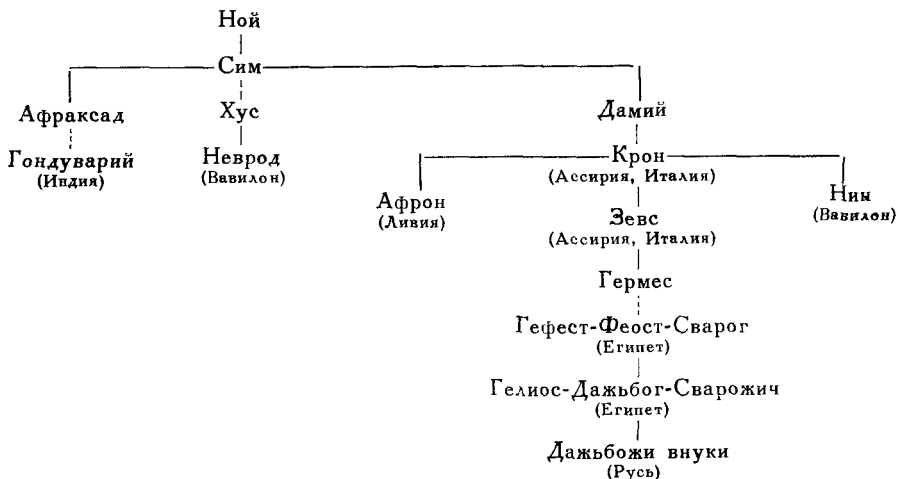 Ной
Сим
Афраксад
Хус
Дамий
Гондуварий
(Индия)
Неврод
(Вавилон)
Крон
(Ассирия, Италия)
Афрон
(Ливия)
Нин
(Вавилон)
Зевс
(Ассирия, Италия)
Гермес
Гефест-Феост-Сварог
(Египет)
Гелиос-Дажьбог-Сварожич
(Египет)
Дажьбожи внуки
(Русь)